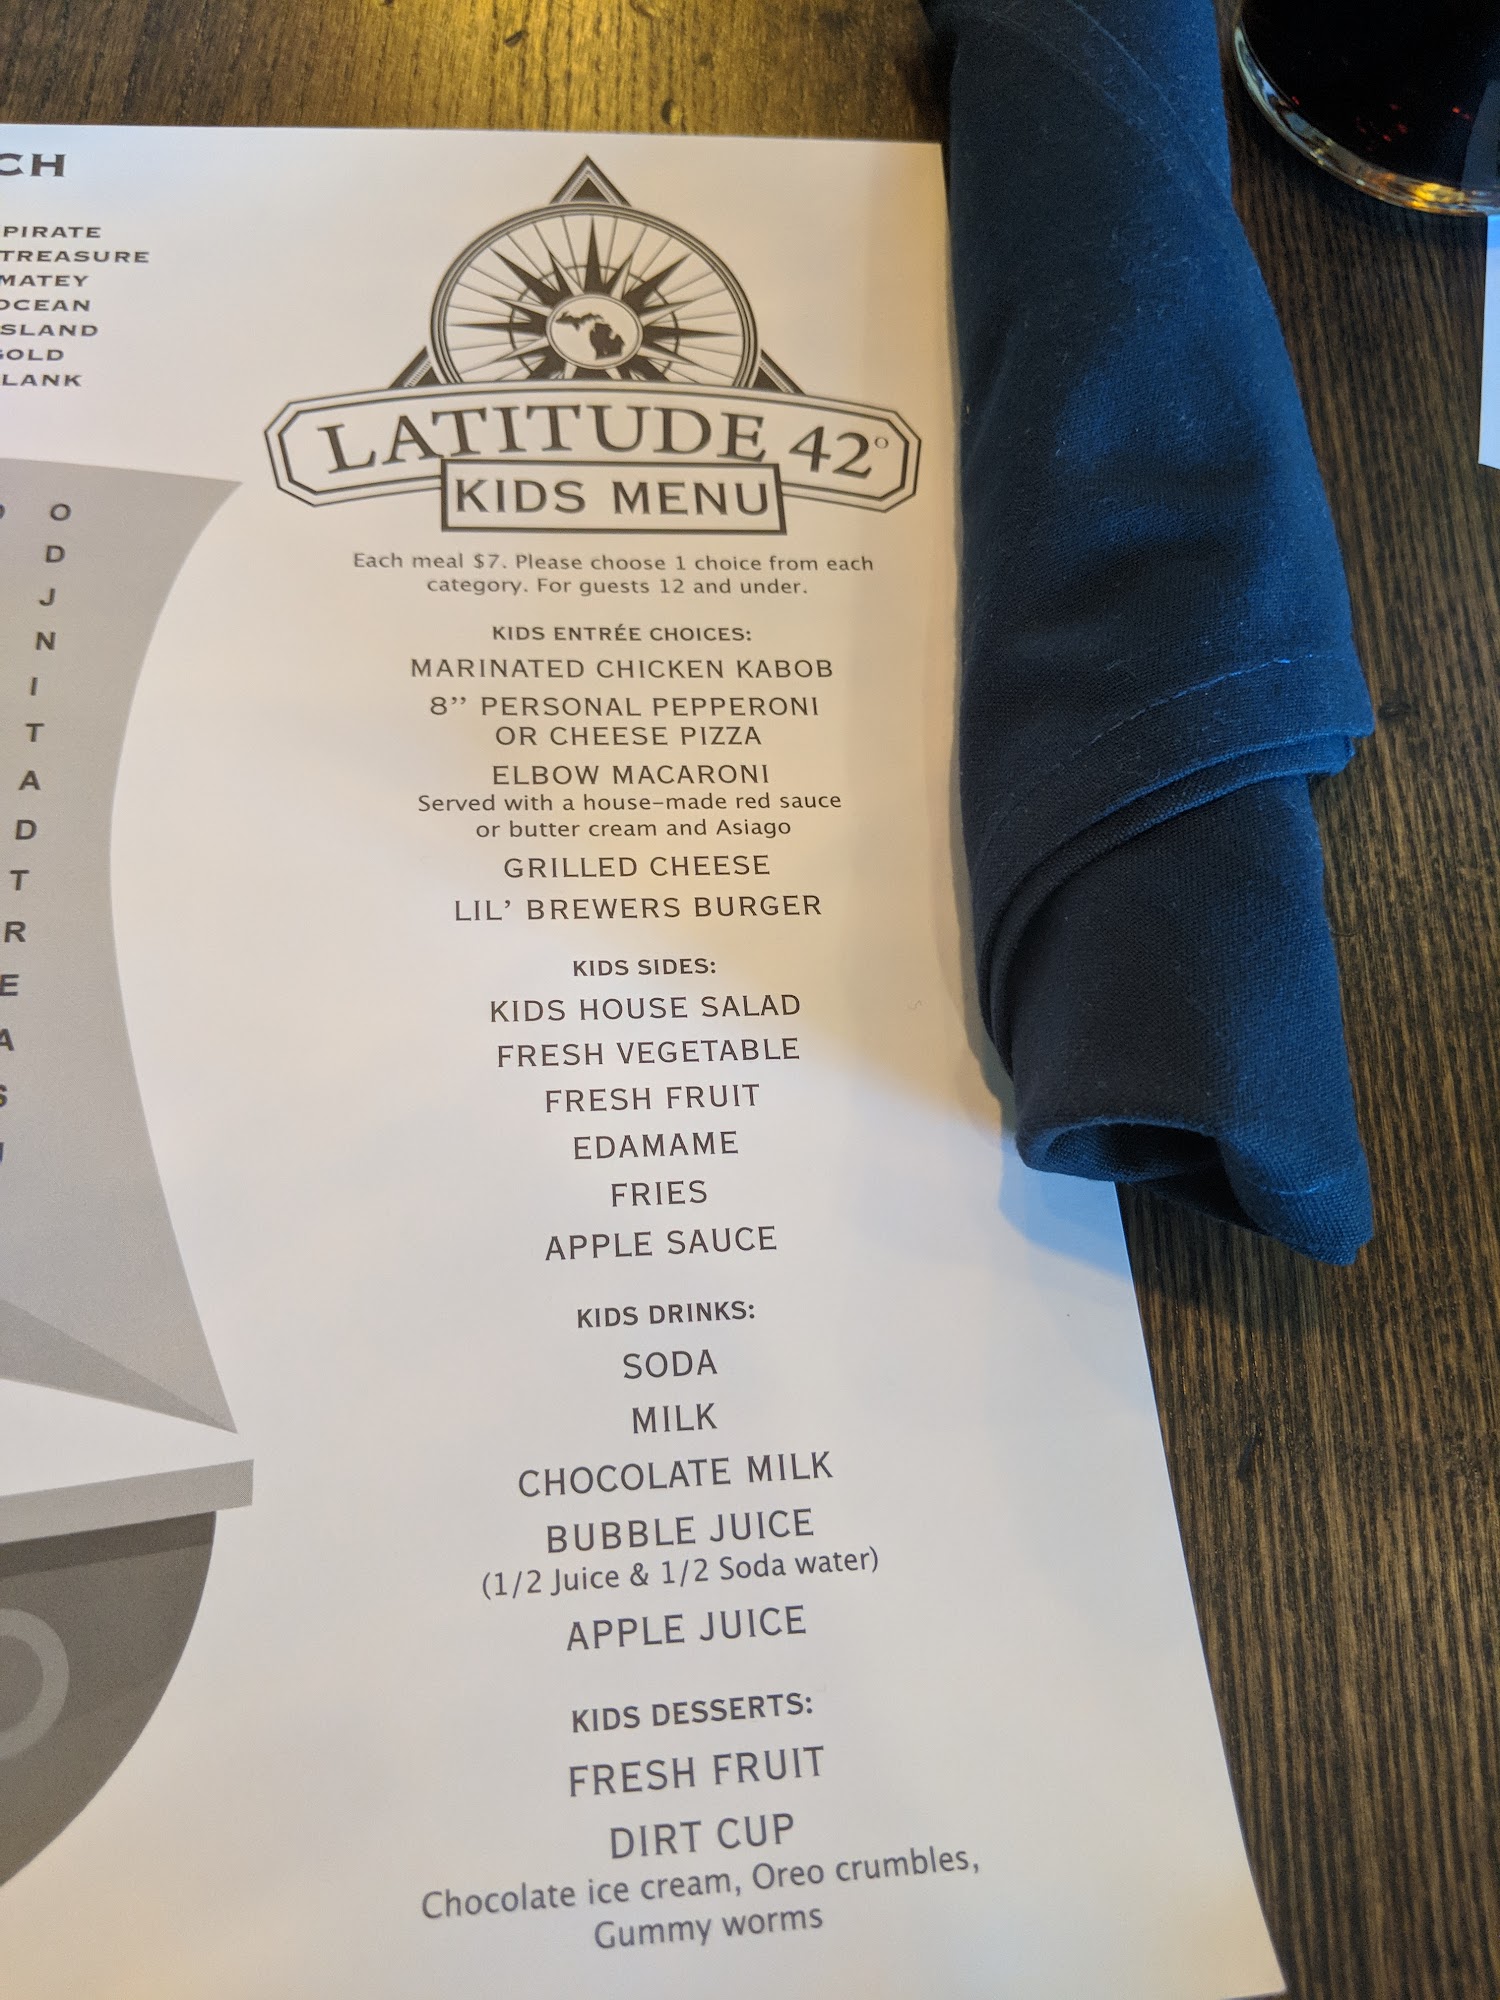 CH
PIRATE
TREASURE
MATEY
OCEAN
SLAND
OLD
LANK
O
D
J
N
I
T
A
D
T
R
E
A
S
LATITUDE 42°
KIDS MENU
Each meal $7. Please choose 1 choice from each
category. For guests 12 and under.
KIDS ENTRÉE CHOICES:
MARINATED CHICKEN KABOB
8” PERSONAL PEPPERONI
OR CHEESE PIZZA
ELBOW MACARONI
Served with a house-made red sauce
or butter cream and Asiago
GRILLED CHEESE
LIL’ BREWERS BURGER
KIDS SIDES:
KIDS HOUSE SALAD
FRESH VEGETABLE
FRESH FRUIT
EDAMAME
FRIES
APPLE SAUCE
KIDS DRINKS:
SODA
MILK
CHOCOLATE MILK
BUBBLE JUICE
(1/2 Juice & 1/2 Soda water)
APPLE JUICE
KIDS DESSERTS:
FRESH FRUIT
DIRT CUP
Chocolate ice cream, Oreo crumbles,
Gummy worms